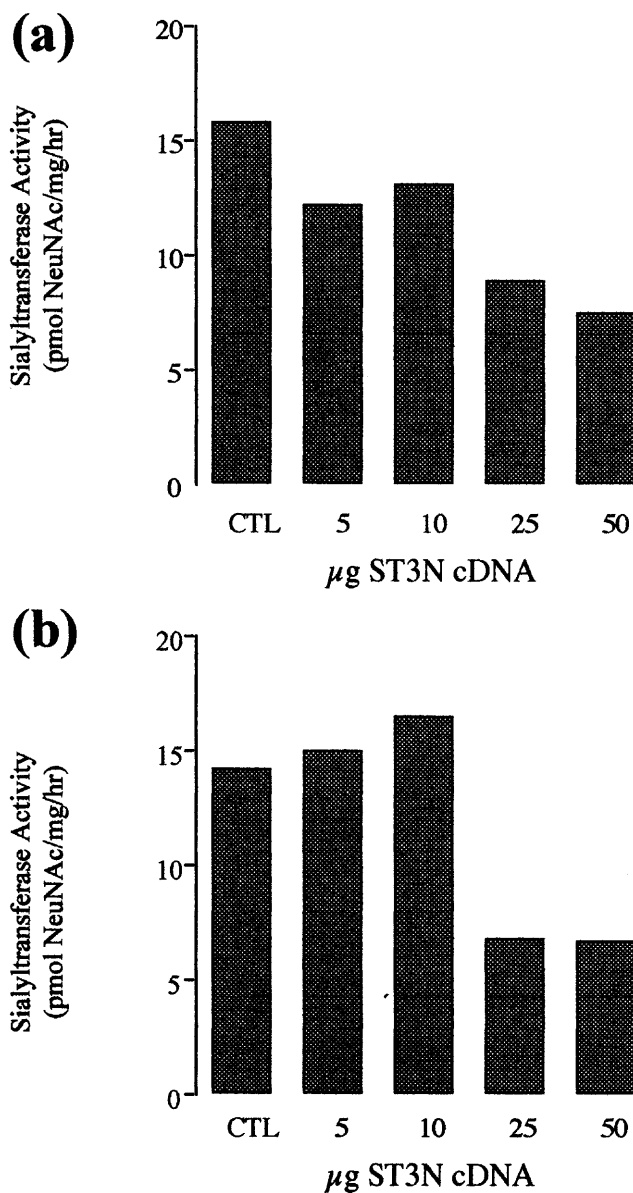 (a)
Sialyltransferase Activity
(pmol NeuNAc/mg/hr)
20
15
10
5
0
CTL 5 10 25 50
µg ST3N cDNA
(b)
Sialyltransferase Activity
(pmol NeuNAc/mg/hr)
20
15
10
5
0
CTL 5 10 25 50
µg ST3N cDNA